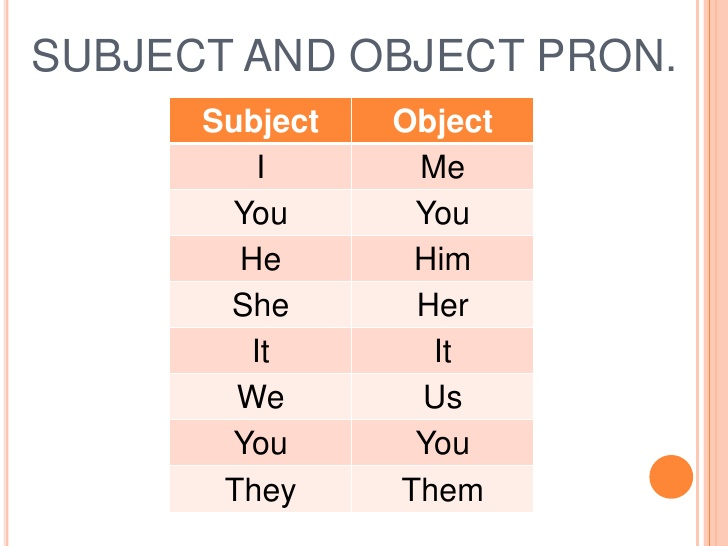 SUBJECT AND OBJECT PRON.
Subject Object
I Me
You You
He Him
She Her
It It
We Us
You You
They Them